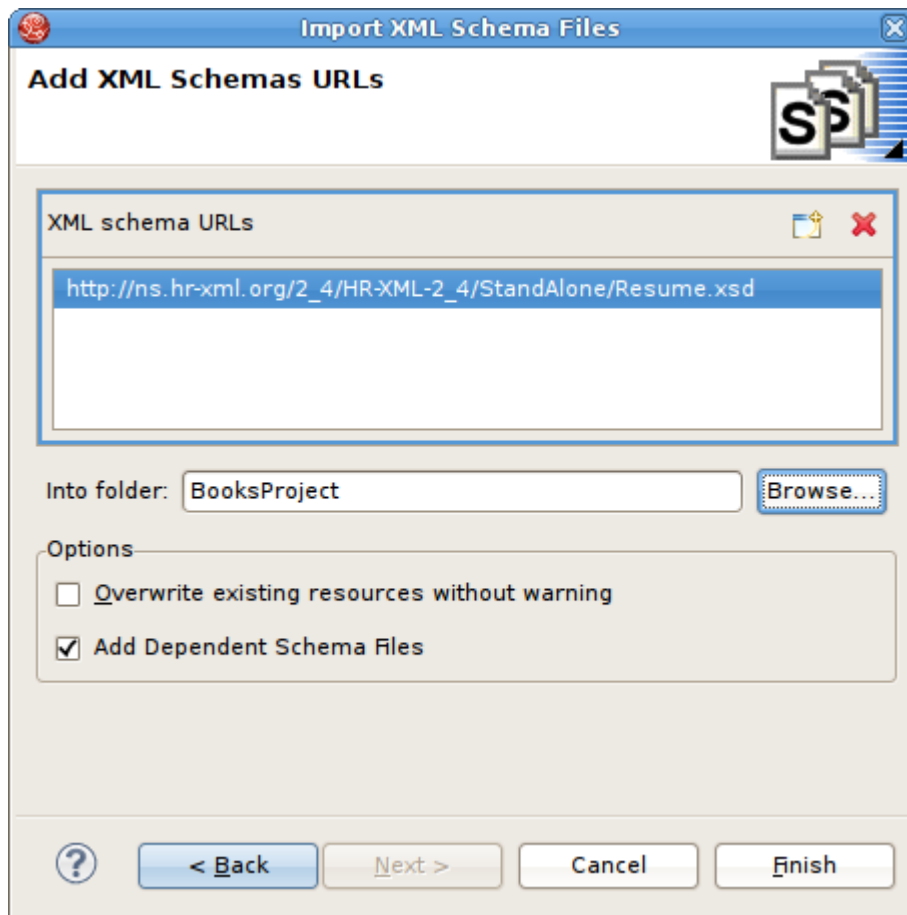 Import XML Schema Files
Add XML Schemas URLs
S S
XML schema URLs
http://ns.hr-xml.org/2_4/HR-XML-2_4/StandAlone/Resume.xsd
Into folder: BooksProject Browse...
Options
Overwrite existing resources without warning
Add Dependent Schema Files
? < Back Next > Cancel Finish